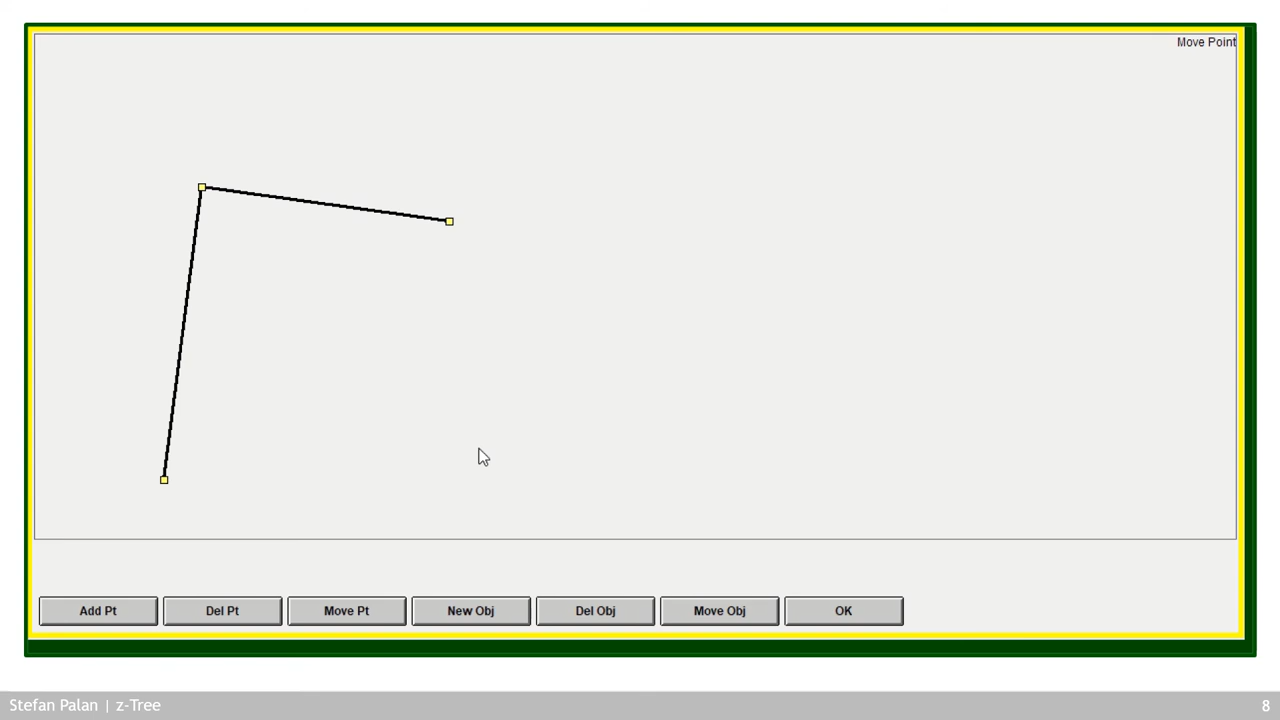 Move Point
Add Pt
Del Pt
Move Pt
New Obj
Del Obj
Move Obj
OK
Stefan Palan | z-Tree
8